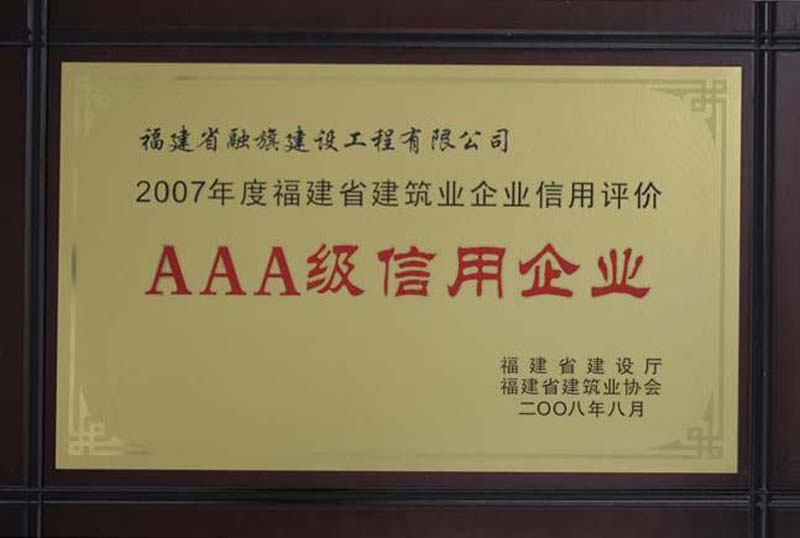 福建省融旗建设工程有限公司
2007年度福建省建筑业企业信用评价
AAA级信用企业
福建省建设厅
福建省建筑业协会
二〇〇八年八月